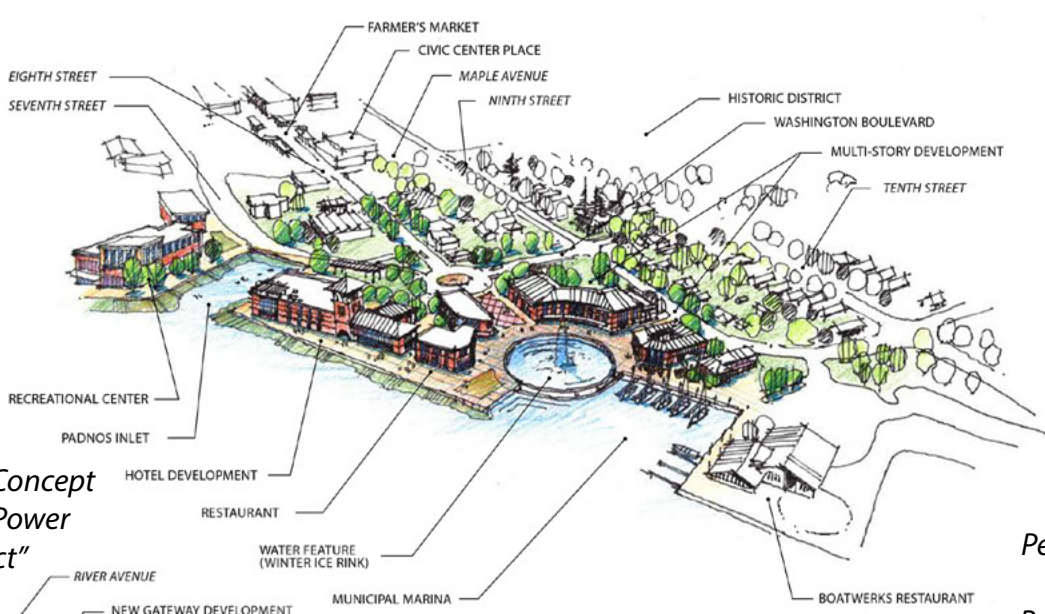 FARMER'S MARKET
CIVIC CENTER PLACE
EIGHTH STREET
MAPLE AVENUE
SEVENTH STREET
NINTH STREET
HISTORIC DISTRICT
WASHINGTON BOULEVARD
MULTI-STORY DEVELOPMENT
TENTH STREET
RECREATIONAL CENTER
PADNOS INLET
HOTEL DEVELOPMENT
Concept
Power
ct”
RESTAURANT
WATER FEATURE
(WINTER ICE RINK)
Pe
RIVER AVENUE
MUNICIPAL MARINA
BOATWERKS RESTAURANT
NEW GATEWAY DEVELOPMENT